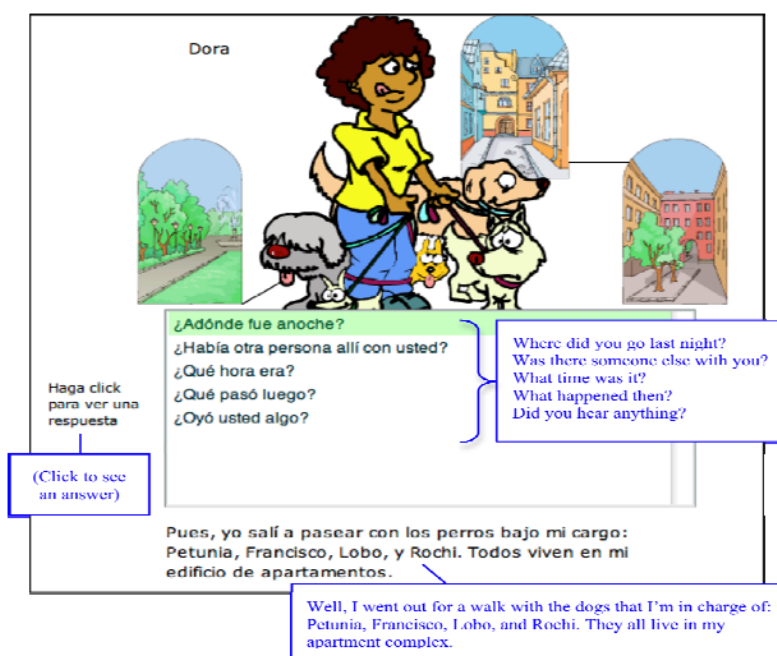 Dora
¿Adónde fue anoche?
¿Había otra persona allí con usted?
¿Qué hora era?
¿Qué pasó luego?
¿Oyó usted algo?
Where did you go last night?
Was there someone else with you?
What time was it?
What happened then?
Did you hear anything?
Haga click
para ver una
respuesta
(Click to see
an answer)
Pues, yo salí a pasear con los perros bajo mi cargo:
Petunia, Francisco, Lobo, y Rochi. Todos viven en mi
edificio de apartamentos.
Well, I went out for a walk with the dogs that I'm in charge of:
Petunia, Francisco, Lobo, and Rochi. They all live in my
apartment complex.